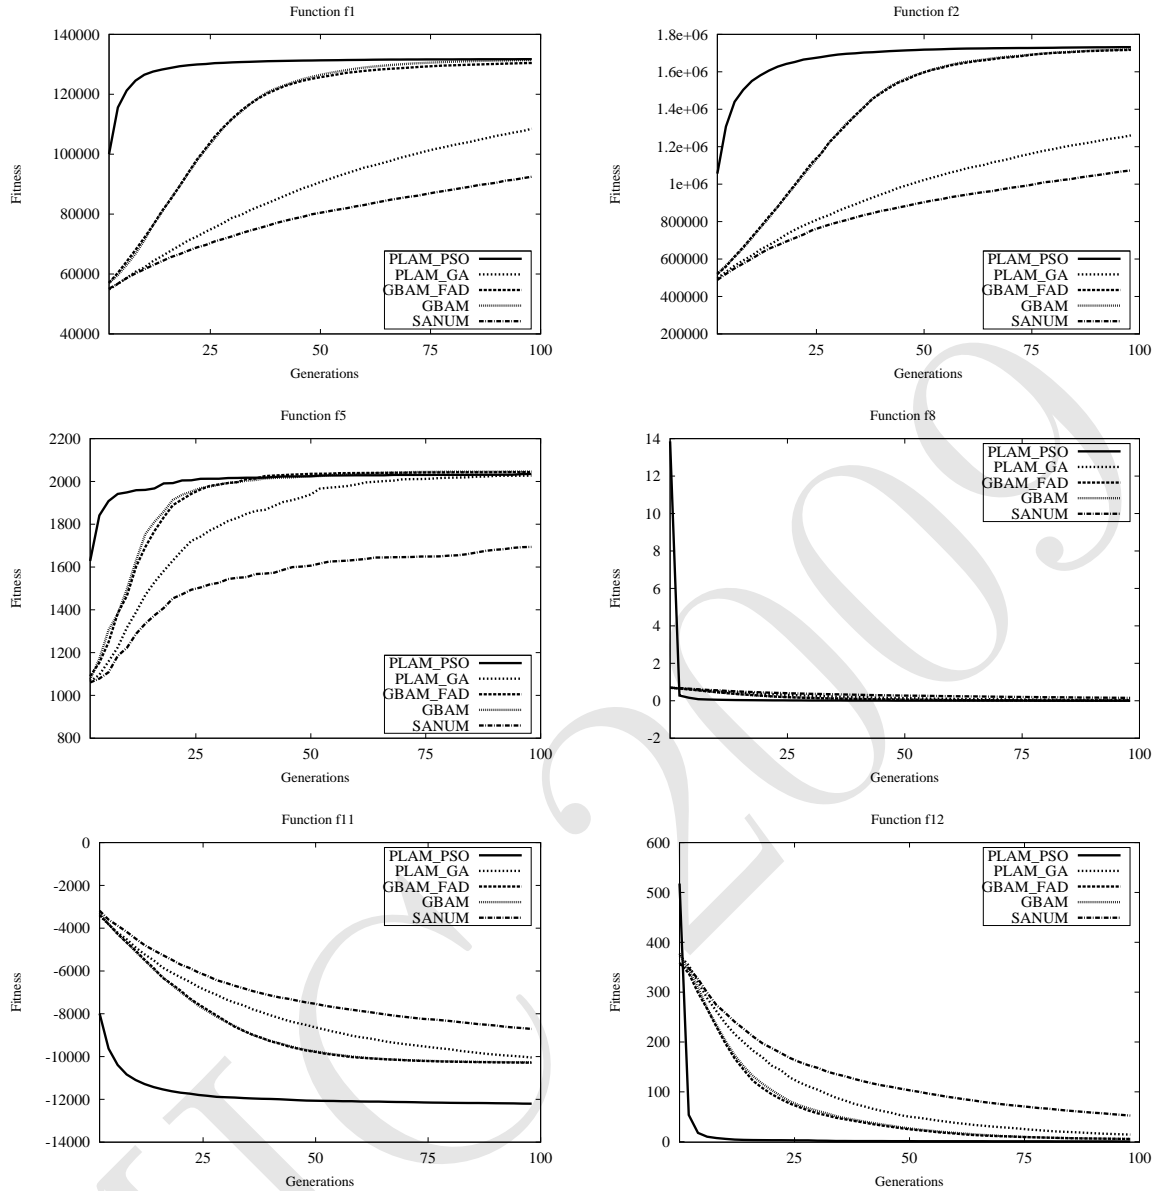 Function f1
140000
120000
100000
80000
60000
40000
Fitness
PLAM_PSO
PLAM_GA
GBAM_FAD
GBAM
SANUM
25
50
75
100
Generations
Function f2
1.8e+06
1.6e+06
1.4e+06
1.2e+06
1e+06
800000
600000
400000
200000
Fitness
PLAM_PSO
PLAM_GA
GBAM_FAD
GBAM
SANUM
25
50
75
100
Generations
Function f5
2200
2000
1800
1600
1400
1200
1000
800
Fitness
PLAM_PSO
PLAM_GA
GBAM_FAD
GBAM
SANUM
25
50
75
100
Generations
Function f8
14
12
10
8
6
4
2
0
-2
Fitness
PLAM_PSO
PLAM_GA
GBAM_FAD
GBAM
SANUM
25
50
75
100
Generations
Function f11
0
-2000
-4000
-6000
-8000
-10000
-12000
-14000
Fitness
PLAM_PSO
PLAM_GA
GBAM_FAD
GBAM
SANUM
25
50
75
100
Generations
Function f12
600
500
400
300
200
100
0
Fitness
PLAM_PSO
PLAM_GA
GBAM_FAD
GBAM
SANUM
25
50
75
100
Generations
2009